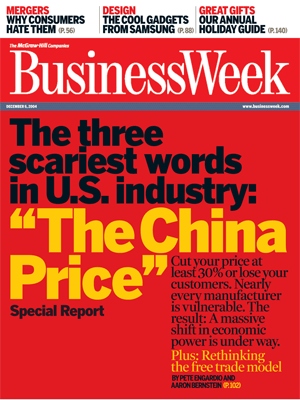 MERGERS
WHY CONSUMERS
HATE THEM (P.56)
DESIGN
THE COOL GADGETS
FROM SAMSUNG (P.88)
GREAT GIFTS
OUR ANNUAL
HOLIDAY GUIDE (P.140)
The McGraw-Hill Companies
BusinessWeek
DECEMBER 6, 2004
www.businessweek.com
The three
scariest words
in U.S. industry:
“The China
Price”
Special Report
Cut your price at
least 30% or lose your
customers. Nearly
every manufacturer
is vulnerable. The
result: A massive
shift in economic
power is under way.
Plus: Rethinking
the free trade model
BY PETE ENGARDIO AND
AARON BERNSTEIN (P.102)